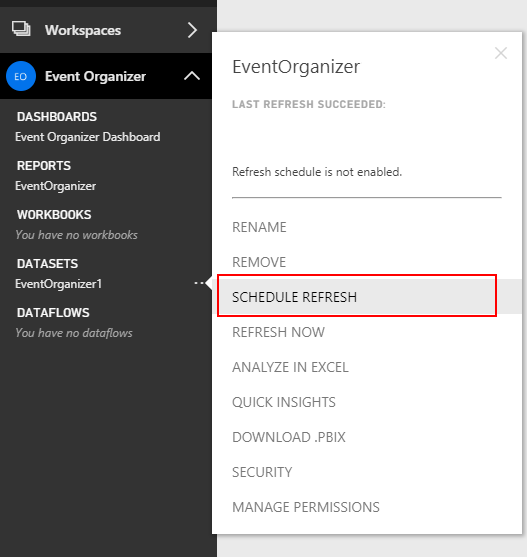 Workspaces
EO Event Organizer
DASHBOARDS
Event Organizer Dashboard
REPORTS
EventOrganizer
WORKBOOKS
You have no workbooks
DATASETS
EventOrganizer1
DATAFLOWS
You have no dataflows
EventOrganizer
LAST REFRESH SUCCEEDED:
Refresh schedule is not enabled.
RENAME
REMOVE
SCHEDULE REFRESH
REFRESH NOW
ANALYZE IN EXCEL
QUICK INSIGHTS
DOWNLOAD .PBIX
SECURITY
MANAGE PERMISSIONS